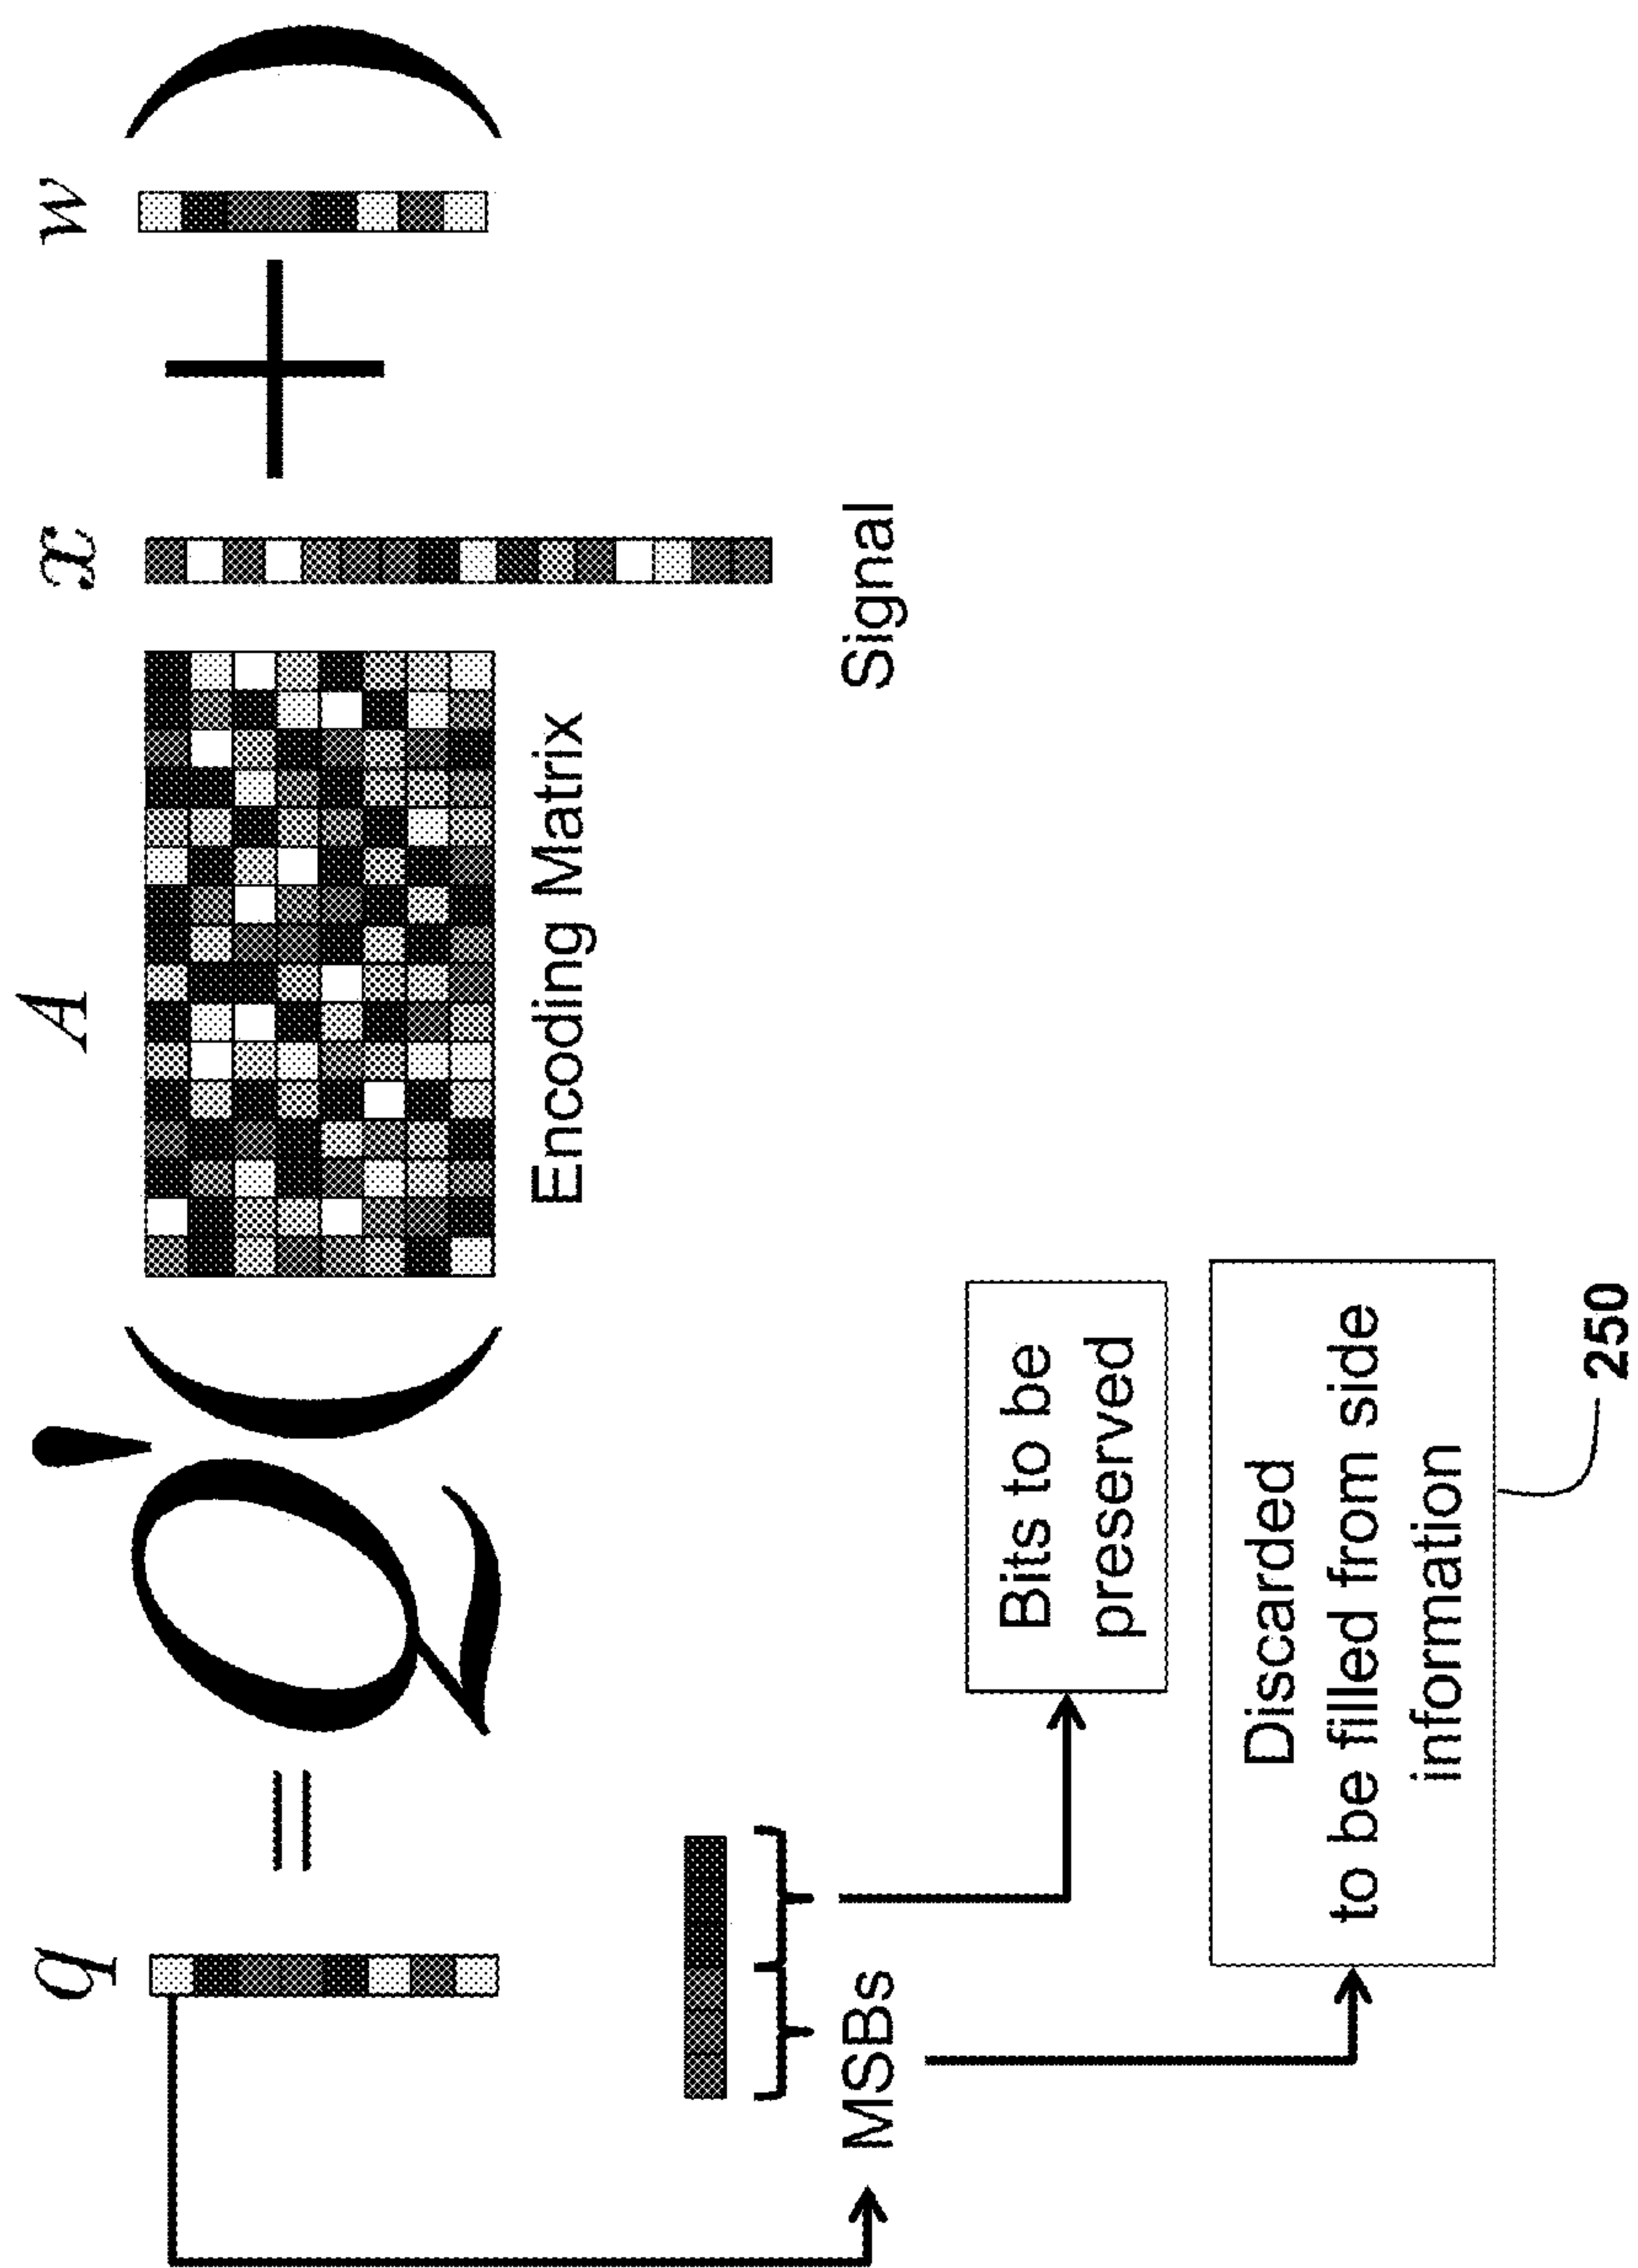 q = Q'( A x + w )
Encoding Matrix
Signal
MSBs
Bits to be
preserved
Discarded
to be filled from side
information
250